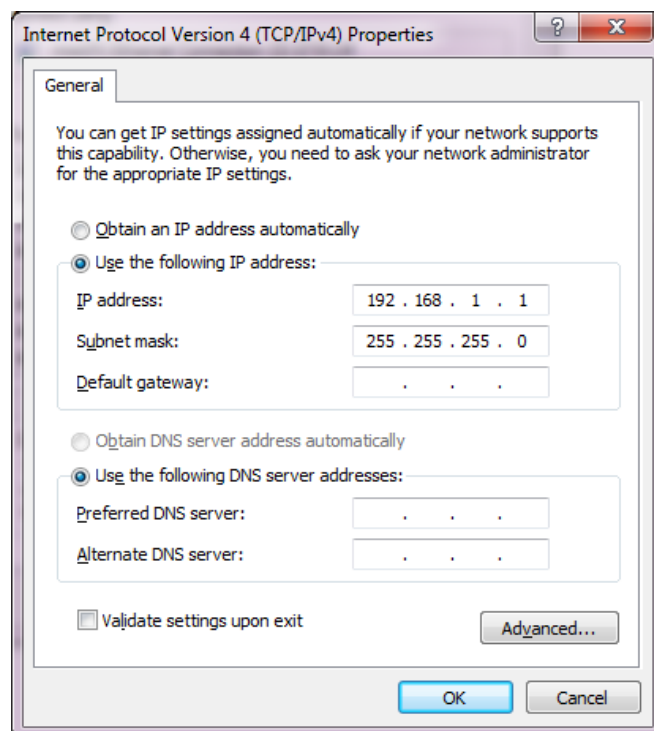 Internet Protocol Version 4 (TCP/IPv4) Properties
General
You can get IP settings assigned automatically if your network supports
this capability. Otherwise, you need to ask your network administrator
for the appropriate IP settings.
Obtain an IP address automatically
Use the following IP address:
IP address: 192 . 168 . 1 . 1
Subnet mask: 255 . 255 . 255 . 0
Default gateway: . . .
Obtain DNS server address automatically
Use the following DNS server addresses:
Preferred DNS server: . . .
Alternate DNS server: . . .
Validate settings upon exit
Advanced...
OK Cancel